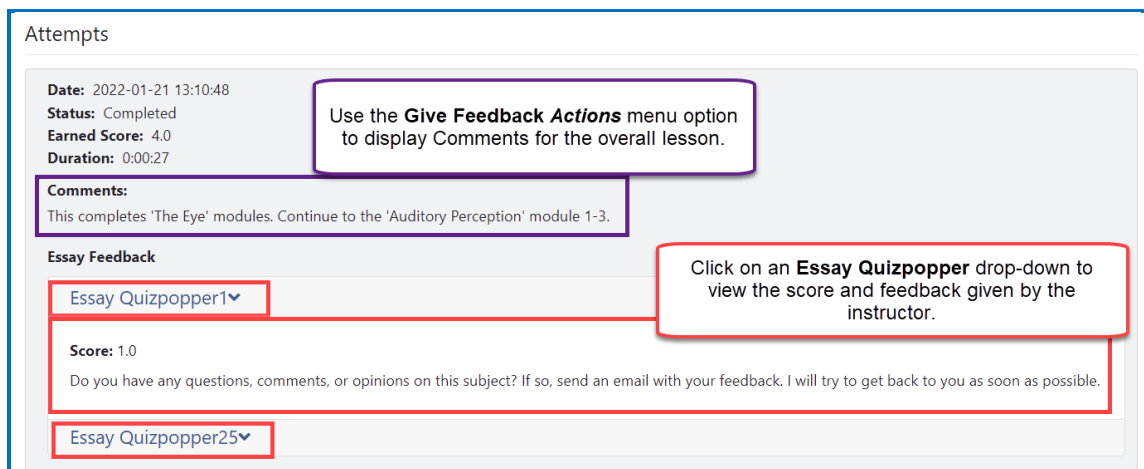 Attempts
Date: 2022-01-21 13:10:48
Status: Completed
Earned Score: 4.0
Duration: 0:00:27
Use the Give Feedback Actions menu option
to display Comments for the overall lesson.
Comments:
This completes 'The Eye' modules. Continue to the 'Auditory Perception' module 1-3.
Essay Feedback
Click on an Essay Quizpopper drop-down to
view the score and feedback given by the
instructor.
Essay Quizpopper1
Score: 1.0
Do you have any questions, comments, or opinions on this subject? If so, send an email with your feedback. I will try to get back to you as soon as possible.
Essay Quizpopper25